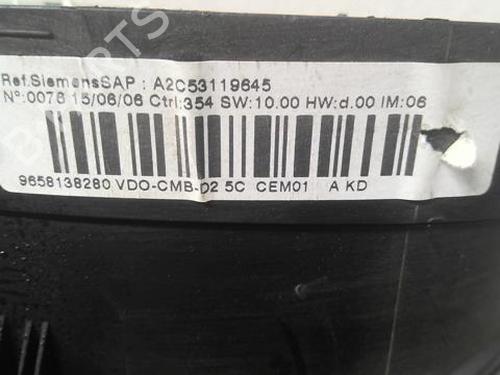 Ref.SiemensSAP : A2C53119645
Nº:0076 15/06/06 Ctrl:354 SW:10.00 HW:d.00 IM:06
9658138280 VDO-CMB-D2 5C CEM01 A KD